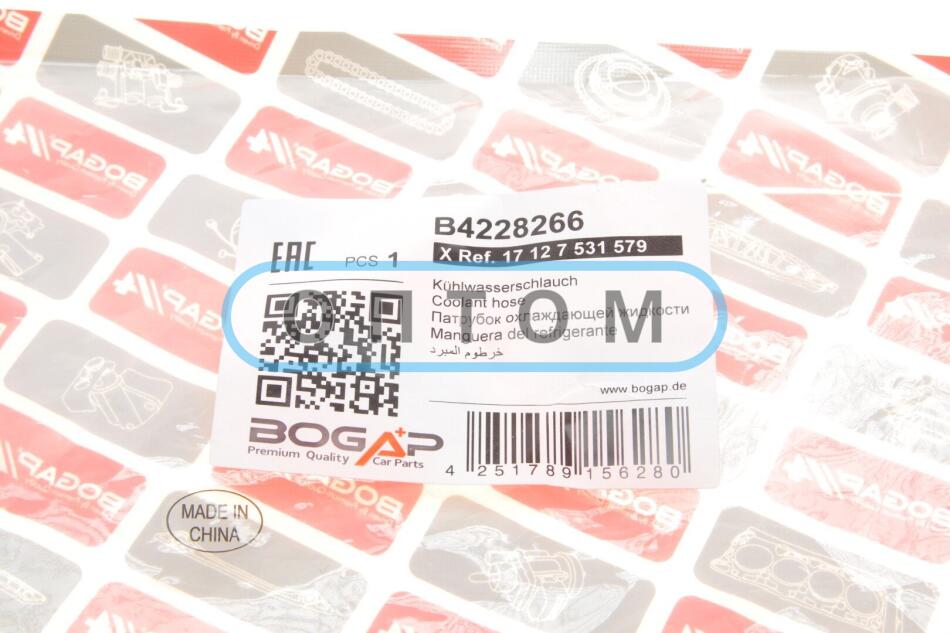 B4228266
X Ref. 17 12 7 531 579
EAC
PCS 1
Kühlwasserschlauch
Coolant hose
Патрубок охлаждающей жидкости
Manguera del refrigerante
خرطوم المبرد
ОПТОМ
www.bogap.de
BOGAP
Premium Quality Car Parts
4 251789 156280
MADE IN
CHINA
BOGAP
BOGAP
BOGAP
BOGAP